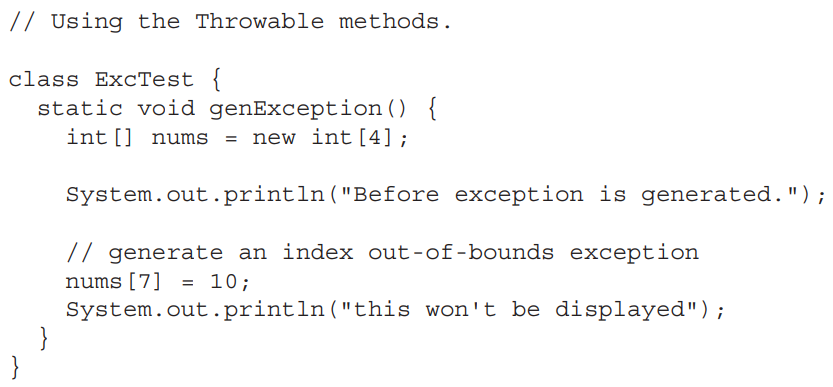 // Using the Throwable methods.
class ExcTest {
  static void genException() {
    int[] nums = new int[4];
    System.out.println("Before exception is generated.");
    // generate an index out-of-bounds exception
    nums[7] = 10;
    System.out.println("this won't be displayed");
  }
}